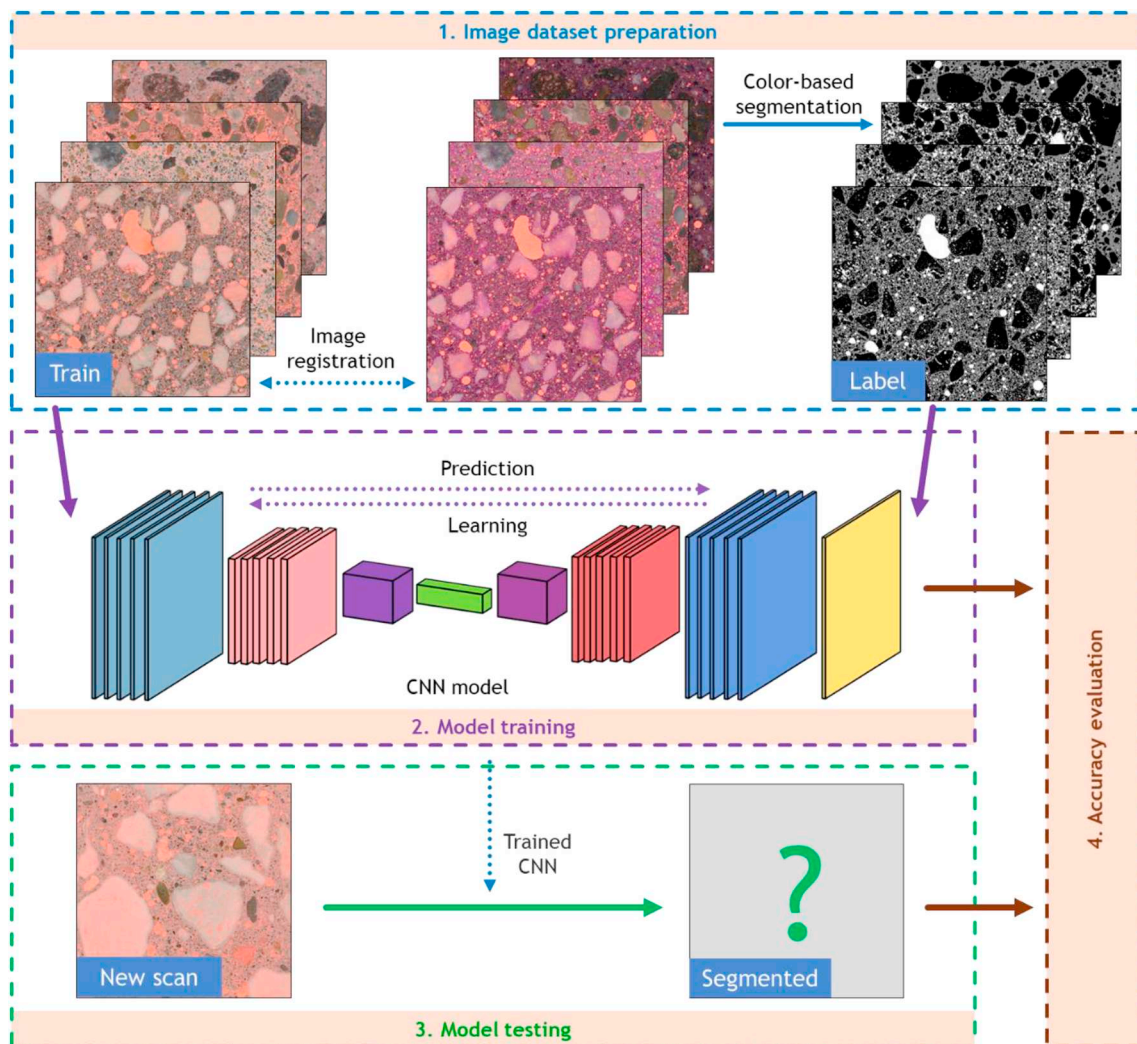 1. Image dataset preparation
Color-based
segmentation
Image
registration
Train
Label
Prediction
Learning
CNN model
2. Model training
Trained
CNN
New scan
Segmented
?
3. Model testing
4. Accuracy evaluation